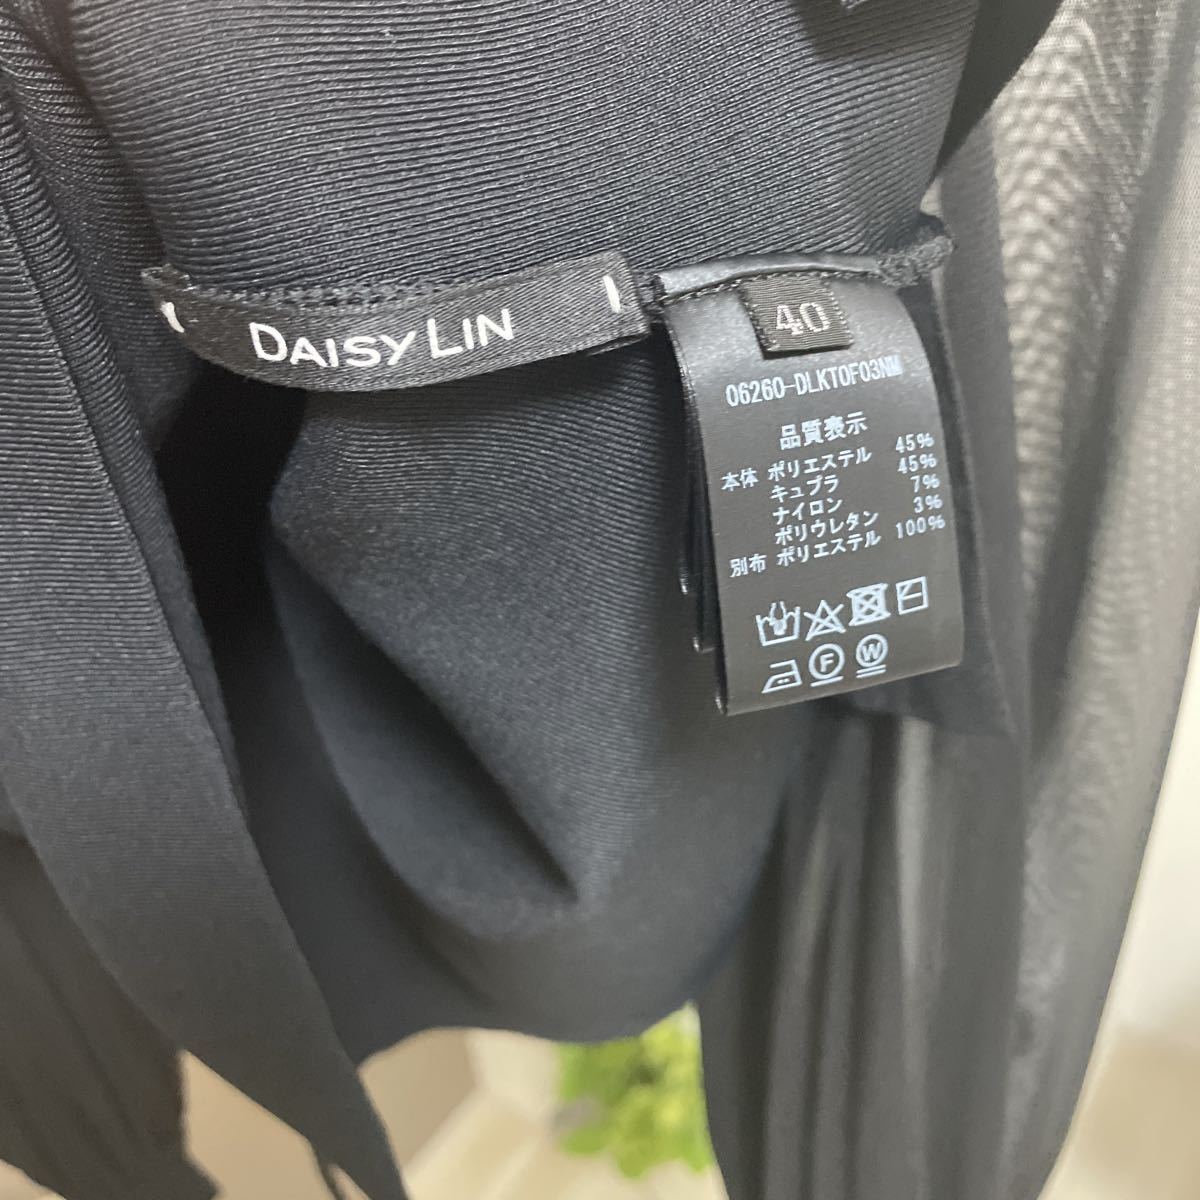 DAISY LIN
40
06260-DLKT0F03NM
品質表示
本体 ポリエステル 45%
キュプラ 45%
ナイロン 7%
ポリウレタン 3%
別布 ポリエステル 100%
F W